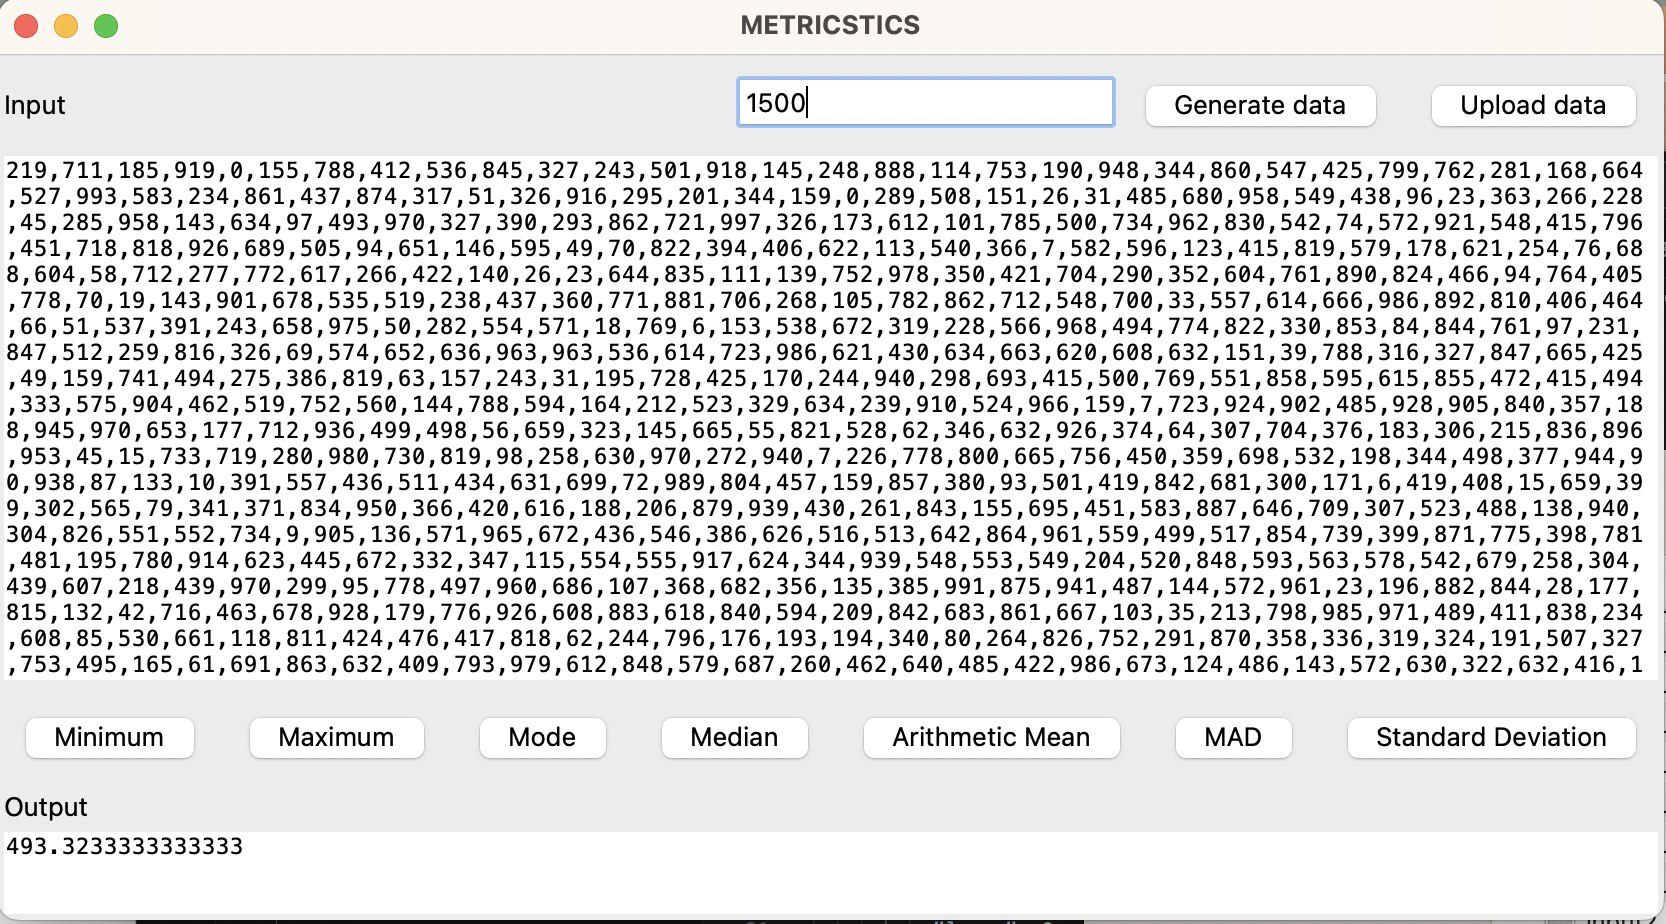 METRICSTICS
Input
1500
Generate data
Upload data
219,711,185,919,0,155,788,412,536,845,327,243,501,918,145,248,888,114,753,190,948,344,860,547,425,799,762,281,168,664
,527,993,583,234,861,437,874,317,51,326,916,295,201,344,159,0,289,508,151,26,31,485,680,958,549,438,96,23,363,266,228
,45,285,958,143,634,97,493,970,327,390,293,862,721,997,326,173,612,101,785,500,734,962,830,542,74,572,921,548,415,796
,451,718,818,926,689,505,94,651,146,595,49,70,822,394,406,622,113,540,366,7,582,596,123,415,819,579,178,621,254,76,68
8,604,58,712,277,772,617,266,422,140,26,23,644,835,111,139,752,978,350,421,704,290,352,604,761,890,824,466,94,764,405
,778,70,19,143,901,678,535,519,238,437,360,771,881,706,268,105,782,862,712,548,700,33,557,614,666,986,892,810,406,464
,66,51,537,391,243,658,975,50,282,554,571,18,769,6,153,538,672,319,228,566,968,494,774,822,330,853,84,844,761,97,231,
847,512,259,816,326,69,574,652,636,963,963,536,614,723,986,621,430,634,663,620,608,632,151,39,788,316,327,847,665,425
,49,159,741,494,275,386,819,63,157,243,31,195,728,425,170,244,940,298,693,415,500,769,551,858,595,615,855,472,415,494
,333,575,904,462,519,752,560,144,788,594,164,212,523,329,634,239,910,524,966,159,7,723,924,902,485,928,905,840,357,18
8,945,970,653,177,712,936,499,498,56,659,323,145,665,55,821,528,62,346,632,926,374,64,307,704,376,183,306,215,836,896
,953,45,15,733,719,280,980,730,819,98,258,630,970,272,940,7,226,778,800,665,756,450,359,698,532,198,344,498,377,944,9
0,938,87,133,10,391,557,436,511,434,631,699,72,989,804,457,159,857,380,93,501,419,842,681,300,171,6,419,408,15,659,39
9,302,565,79,341,371,834,950,366,420,616,188,206,879,939,430,261,843,155,695,451,583,887,646,709,307,523,488,138,940,
304,826,551,552,734,9,905,136,571,965,672,436,546,386,626,516,513,642,864,961,559,499,517,854,739,399,871,775,398,781
,481,195,780,914,623,445,672,332,347,115,554,555,917,624,344,939,548,553,549,204,520,848,593,563,578,542,679,258,304,
439,607,218,439,970,299,95,778,497,960,686,107,368,682,356,135,385,991,875,941,487,144,572,961,23,196,882,844,28,177,
815,132,42,716,463,678,928,179,776,926,608,883,618,840,594,209,842,683,861,667,103,35,213,798,985,971,489,411,838,234
,608,85,530,661,118,811,424,476,417,818,62,244,796,176,193,194,340,80,264,826,752,291,870,358,336,319,324,191,507,327
,753,495,165,61,691,863,632,409,793,979,612,848,579,687,260,462,640,485,422,986,673,124,486,143,572,630,322,632,416,1
Minimum
Maximum
Mode
Median
Arithmetic Mean
MAD
Standard Deviation
Output
493.3233333333333